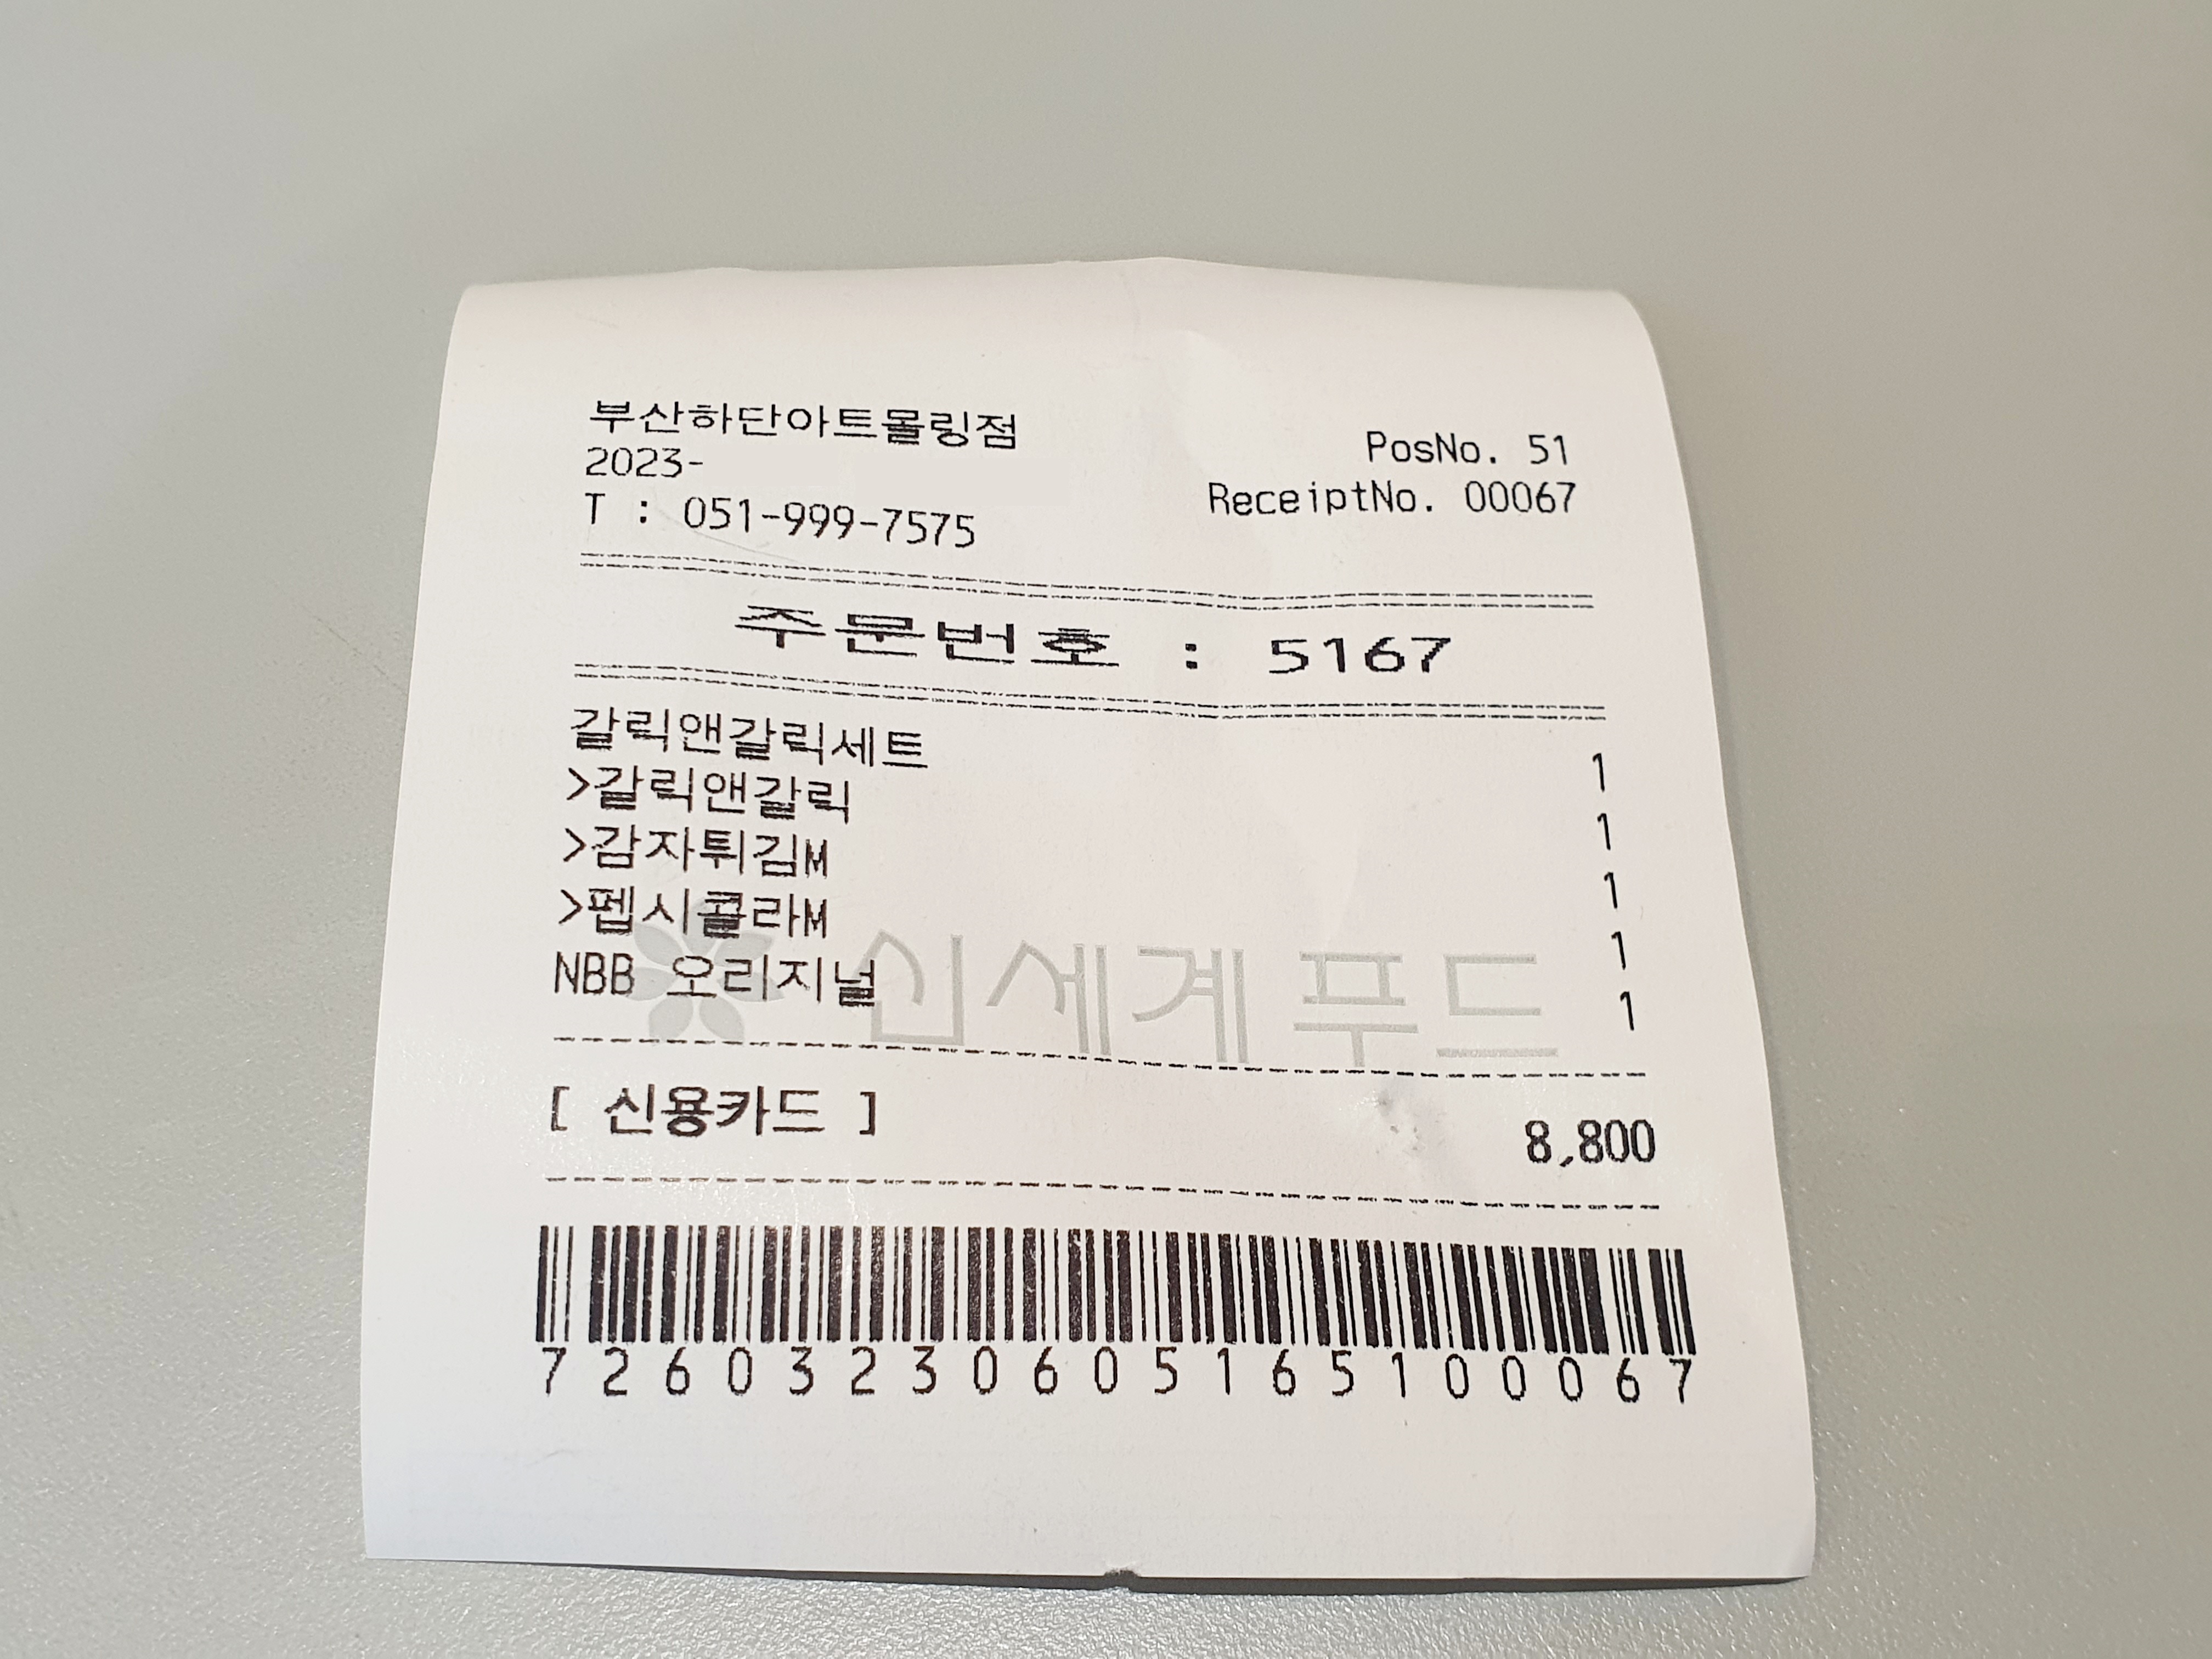 부산하단아트몰링점
2023-
PosNo. 51
T : 051-999-7575
ReceiptNo. 00067
주문번호 : 5167
갈릭앤갈릭세트 1
>갈릭앤갈릭 1
>감자튀김M 1
>펩시콜라M 1
NBB 오리지널 1
신세계푸드
[ 신용카드 ] 8,800
72603230605165100067